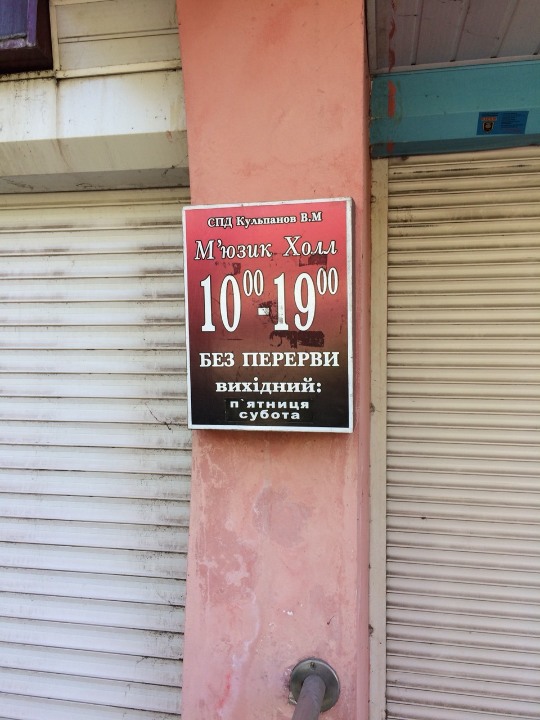 СПД Кульпанов В.М
М'юзик Холл
10⁰⁰-19⁰⁰
БЕЗ ПЕРЕРВИ
вихідний:
п`ятниця
субота